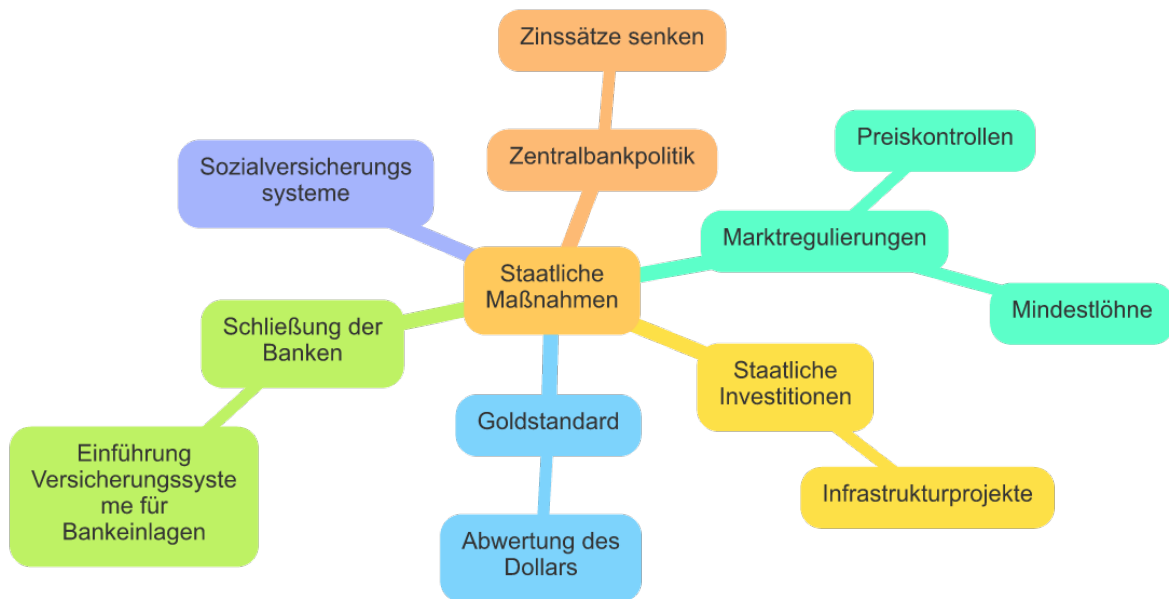 Zinssätze senken
Zentralbankpolitik
Preiskontrollen
Sozialversicherungs
systeme
Marktregulierungen
Staatliche
Maßnahmen
Mindestlöhne
Schließung der
Banken
Staatliche
Investitionen
Goldstandard
Einführung
Versicherungssyste
me für
Bankeinlagen
Infrastrukturprojekte
Abwertung des
Dollars